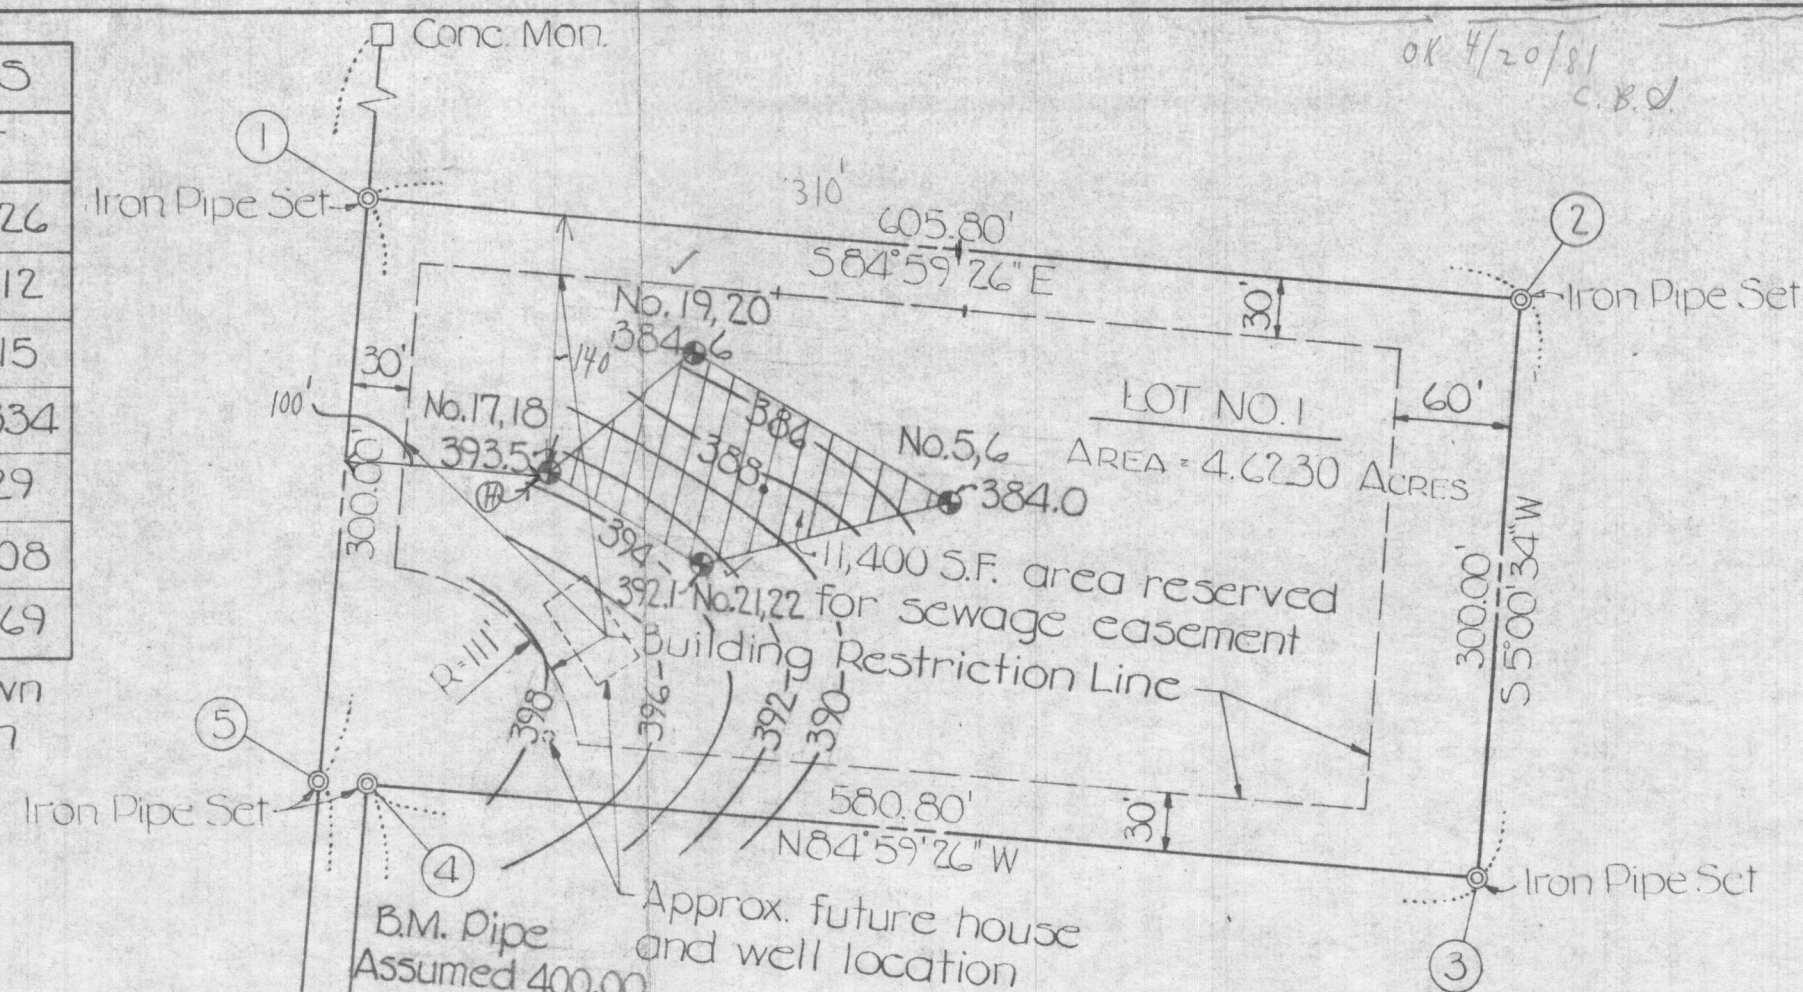 Conc. Mon.
OK 4/20/81
C.B.S.
S
26
12
15
334
29
08
69
wn
1
Iron Pipe Set
310'
605.80'
S84°59'26"E
2
Iron Pipe Set
30'
No. 19,20
384.6
140'
30'
100'
No.17,18
393.5
H
386
388
394
No.5,6
384.0
LOT NO. 1
AREA = 4.6230 ACRES
60'
300.00'
300.00'
S 5°00'34"W
11,400 S.F. area reserved
for sewage easement
392.1
No.21,22
Building Restriction Line
R=111'
398
396
392
390
5
Iron Pipe Set
4
580.80'
N84°59'26"W
30'
Iron Pipe Set
3
B.M. Pipe
Assumed 400.00
Approx. future house
and well location